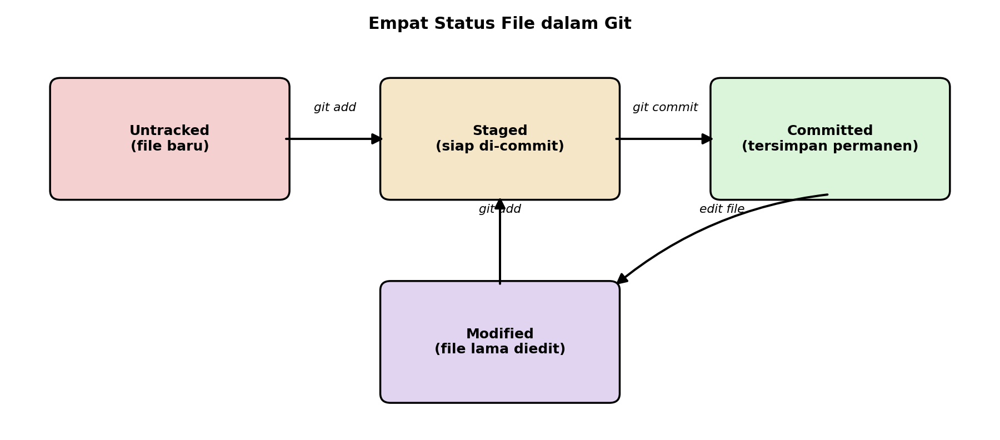 Empat Status File dalam Git
Untracked
(file baru)
git add
Staged
(siap di-commit)
git commit
Committed
(tersimpan permanen)
git add
edit file
Modified
(file lama diedit)